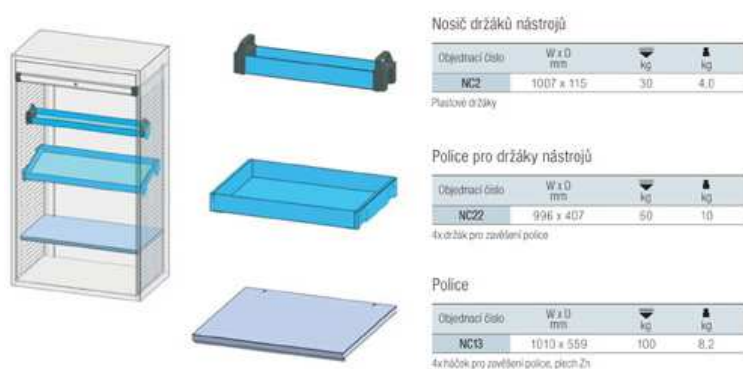 Nosič držáků nástrojů
Objednací číslo W x D mm kg kg
NC2 1007 x 115 30 4,0
Plastové držáky
Police pro držáky nástrojů
Objednací číslo W x D mm kg kg
NC22 996 x 407 50 10
4x držák pro zavěšení police
Police
Objednací číslo W x D mm kg kg
NC13 1010 x 559 100 8,2
4x háček pro zavěšení police, plech Zn